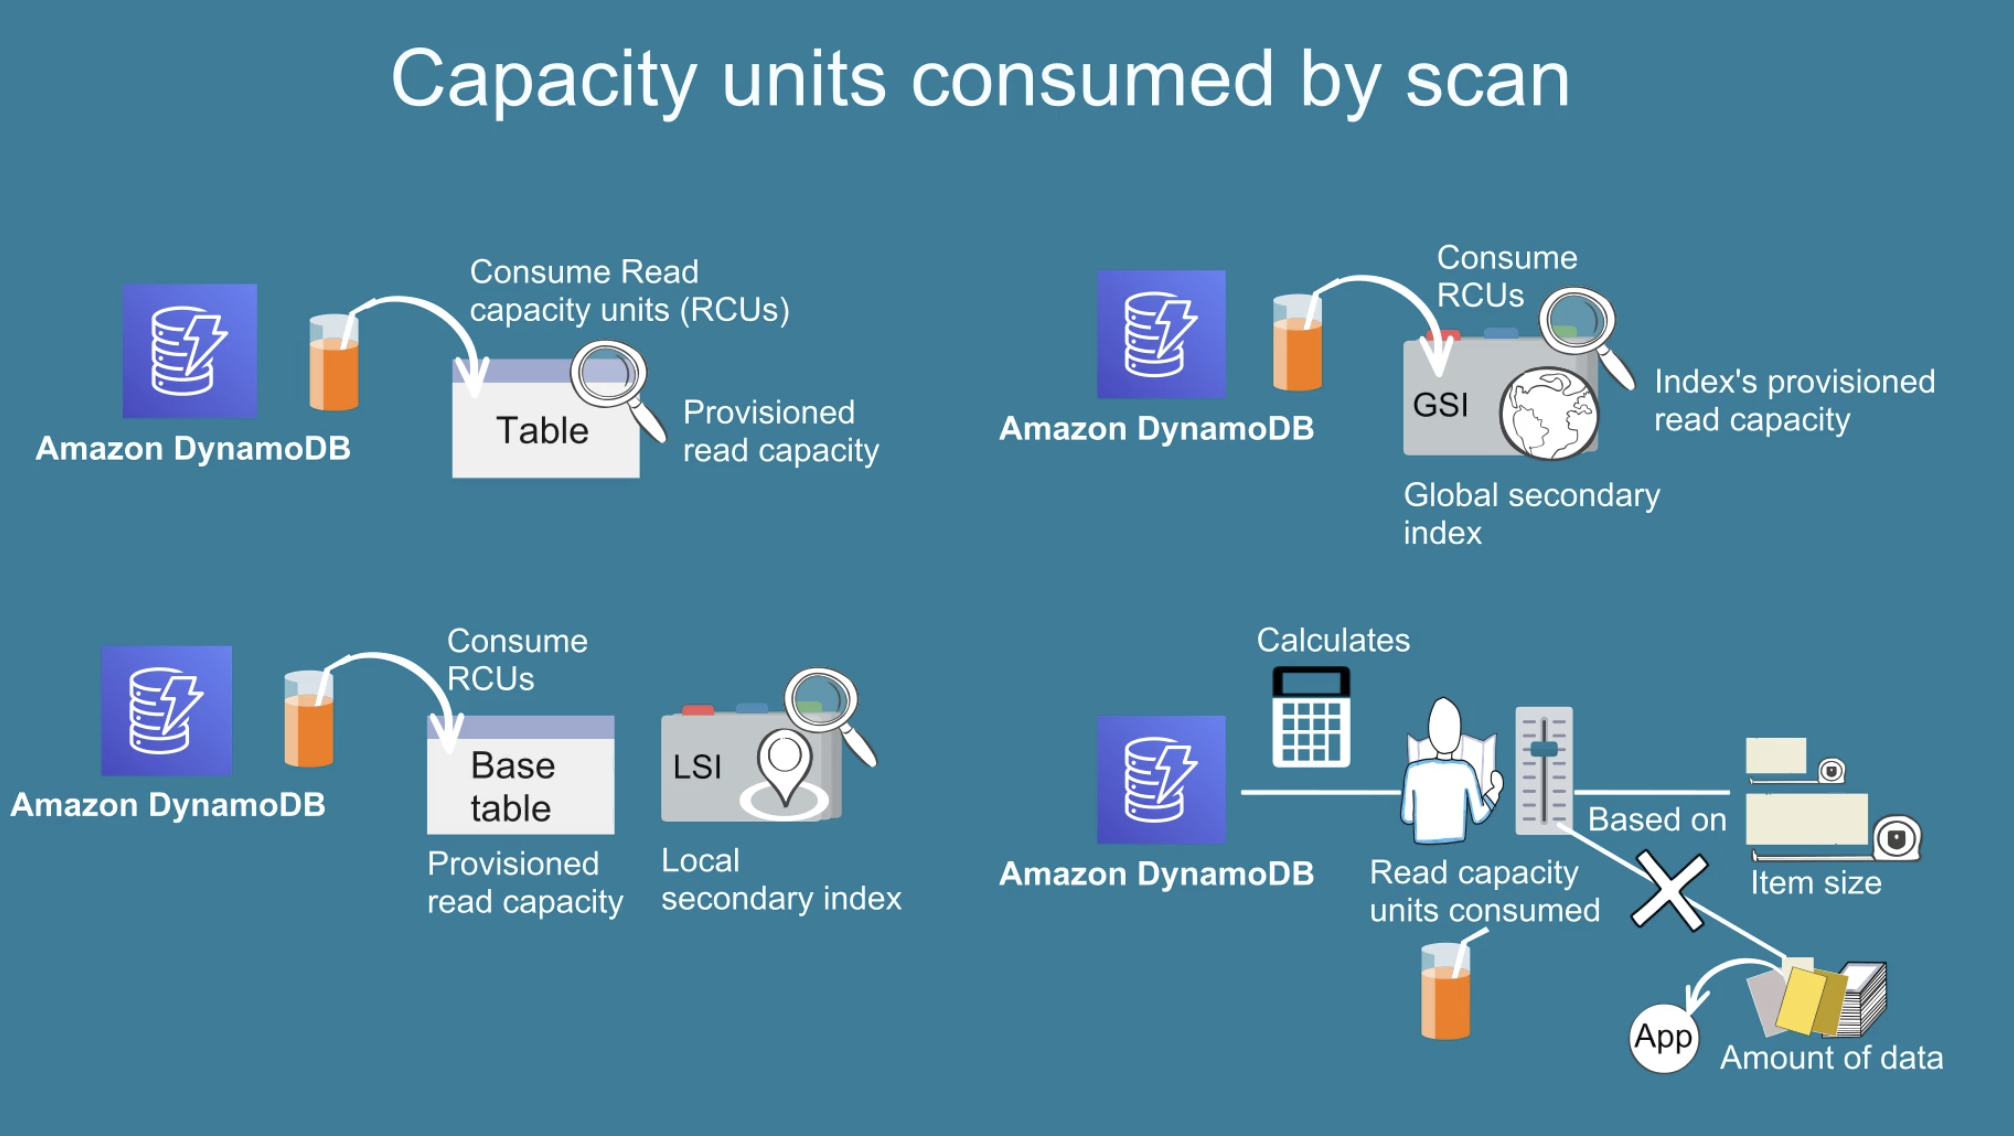 Capacity units consumed by scan
Consume Read
capacity units (RCUs)
Table
Provisioned
read capacity
Amazon DynamoDB
Consume
RCUs
GSI
Index's provisioned
read capacity
Amazon DynamoDB
Global secondary
index
Consume
RCUs
Base
table
LSI
Amazon DynamoDB
Provisioned
read capacity
Local
secondary index
Calculates
Based on
Amazon DynamoDB
Read capacity
units consumed
Item size
App
Amount of data